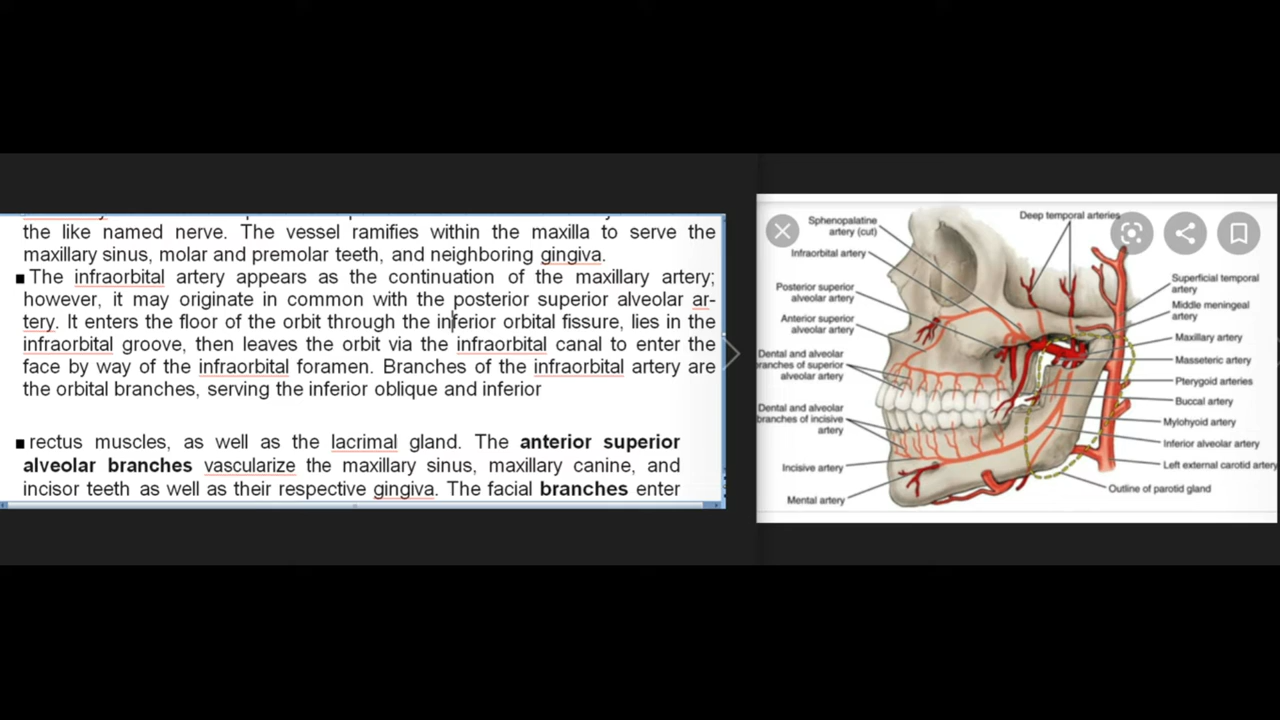 the like named nerve. The vessel ramifies within the maxilla to serve the
maxillary sinus, molar and premolar teeth, and neighboring gingiva.
■ The infraorbital artery appears as the continuation of the maxillary artery;
however, it may originate in common with the posterior superior alveolar ar-
tery. It enters the floor of the orbit through the inferior orbital fissure, lies in the
infraorbital groove, then leaves the orbit via the infraorbital canal to enter the
face by way of the infraorbital foramen. Branches of the infraorbital artery are
the orbital branches, serving the inferior oblique and inferior
■ rectus muscles, as well as the lacrimal gland. The anterior superior
alveolar branches vascularize the maxillary sinus, maxillary canine, and
incisor teeth as well as their respective gingiva. The facial branches enter
Sphenopalatine
artery (cut)
Infraorbital artery
Posterior superior
alveolar artery
Anterior superior
alveolar artery
Dental and alveolar
ranches of superior
alveolar artery
Dental and alveolar
branches of incisive
artery
Incisive artery
Mental artery
Deep temporal arteries
Superficial temporal
artery
Middle meningeal
artery
Maxillary artery
Masseteric artery
Pterygoid arteries
Buccal artery
Mylohyoid artery
Inferior alveolar artery
Left external carotid artery
Outline of parotid gland